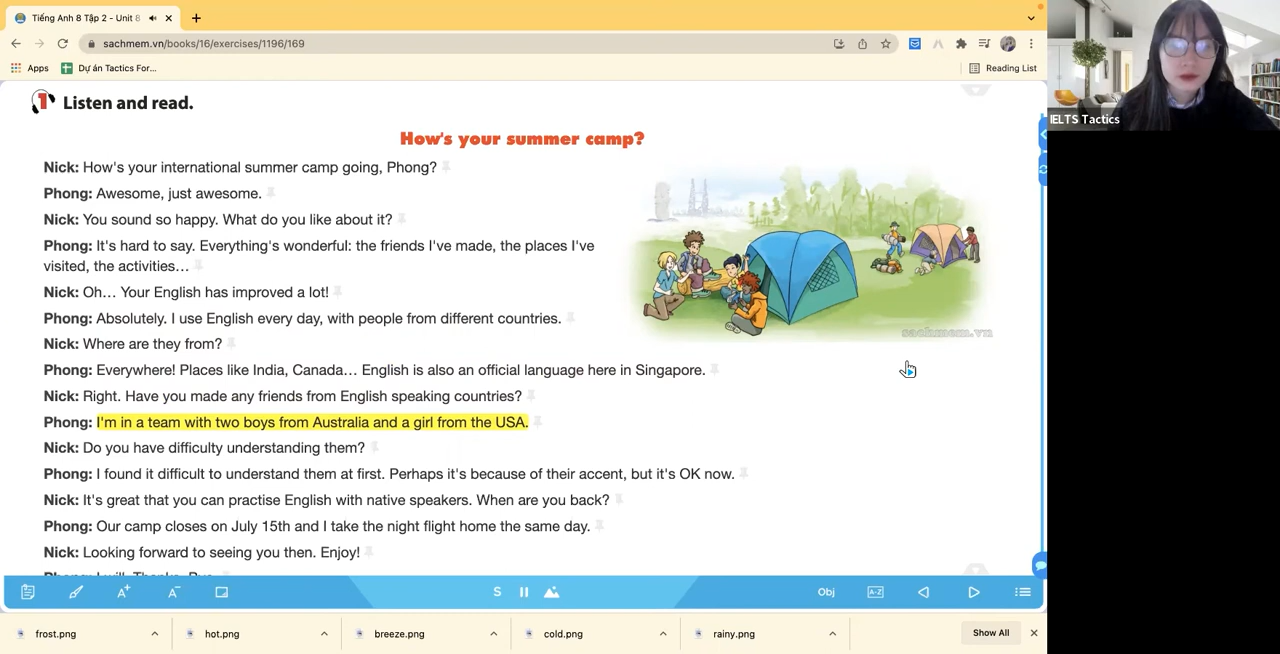 Tiếng Anh 8 Tập 2 - Unit 8
sachmem.vn/books/16/exercises/1196/169
Apps
Dự án Tactics For...
Reading List
1 Listen and read.
How's your summer camp?
Nick: How's your international summer camp going, Phong?
Phong: Awesome, just awesome.
Nick: You sound so happy. What do you like about it?
Phong: It's hard to say. Everything's wonderful: the friends I've made, the places I've
visited, the activities...
Nick: Oh... Your English has improved a lot!
Phong: Absolutely. I use English every day, with people from different countries.
Nick: Where are they from?
Phong: Everywhere! Places like India, Canada... English is also an official language here in Singapore.
Nick: Right. Have you made any friends from English speaking countries?
Phong: I'm in a team with two boys from Australia and a girl from the USA.
Nick: Do you have difficulty understanding them?
Phong: I found it difficult to understand them at first. Perhaps it's because of their accent, but it's OK now.
Nick: It's great that you can practise English with native speakers. When are you back?
Phong: Our camp closes on July 15th and I take the night flight home the same day.
Nick: Looking forward to seeing you then. Enjoy!
Phong: I will. Thanks. Bye.
sachmem.vn
IELTS Tactics
A+
A-
S
Obj
A-Z
frost.png
hot.png
breeze.png
cold.png
rainy.png
Show All